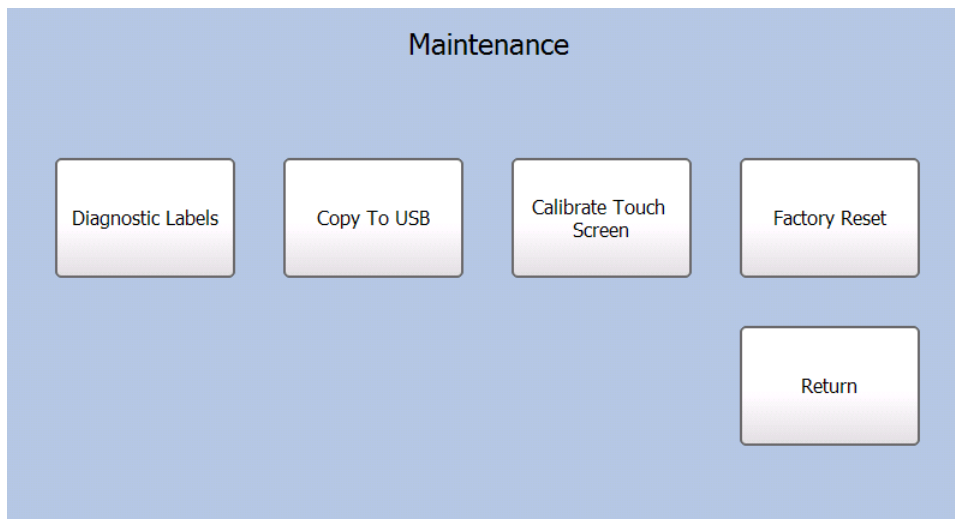 Maintenance
Diagnostic Labels
Copy To USB
Calibrate Touch
Screen
Factory Reset
Return